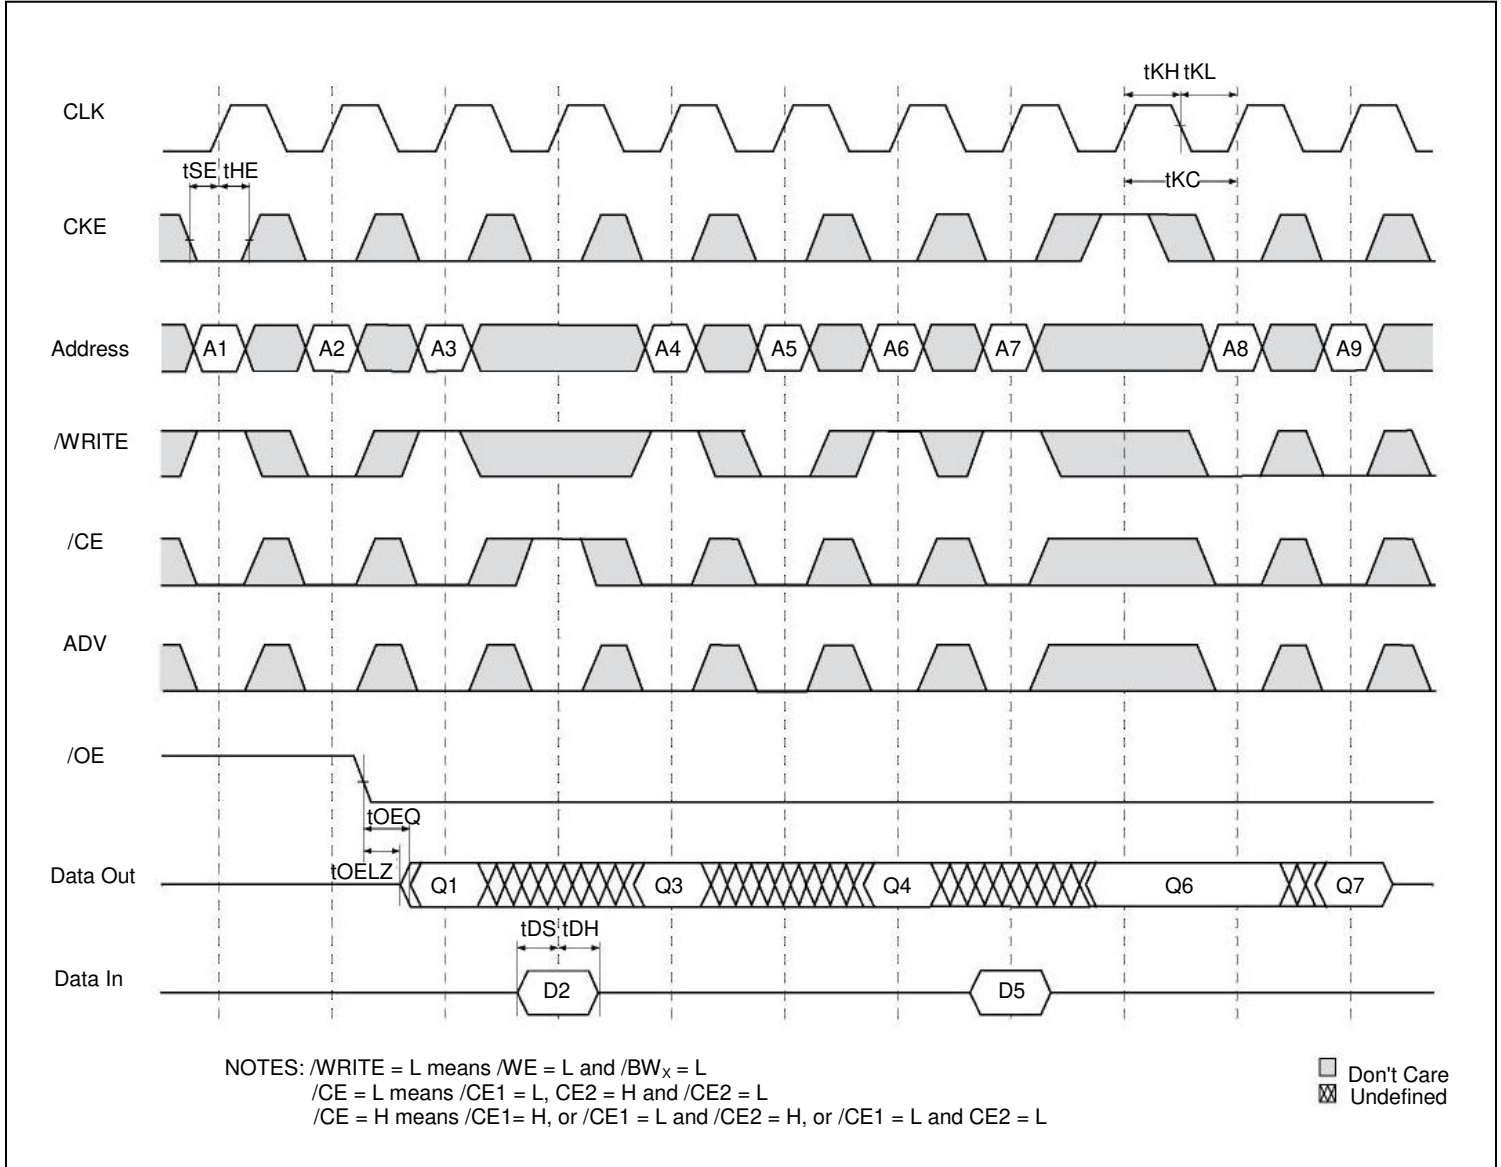 tKH tKL
CLK
tSE tHE
tKC
CKE
Address A1 A2 A3 A4 A5 A6 A7 A8 A9
/WRITE
/CE
ADV
/OE
tOEQ
tOELZ
Data Out Q1 Q3 Q4 Q6 Q7
tDS tDH
Data In D2 D5
NOTES: /WRITE = L means /WE = L and /BWX = L
/CE = L means /CE1 = L, CE2 = H and /CE2 = L
/CE = H means /CE1= H, or /CE1 = L and /CE2 = H, or /CE1 = L and CE2 = L
Don't Care
Undefined